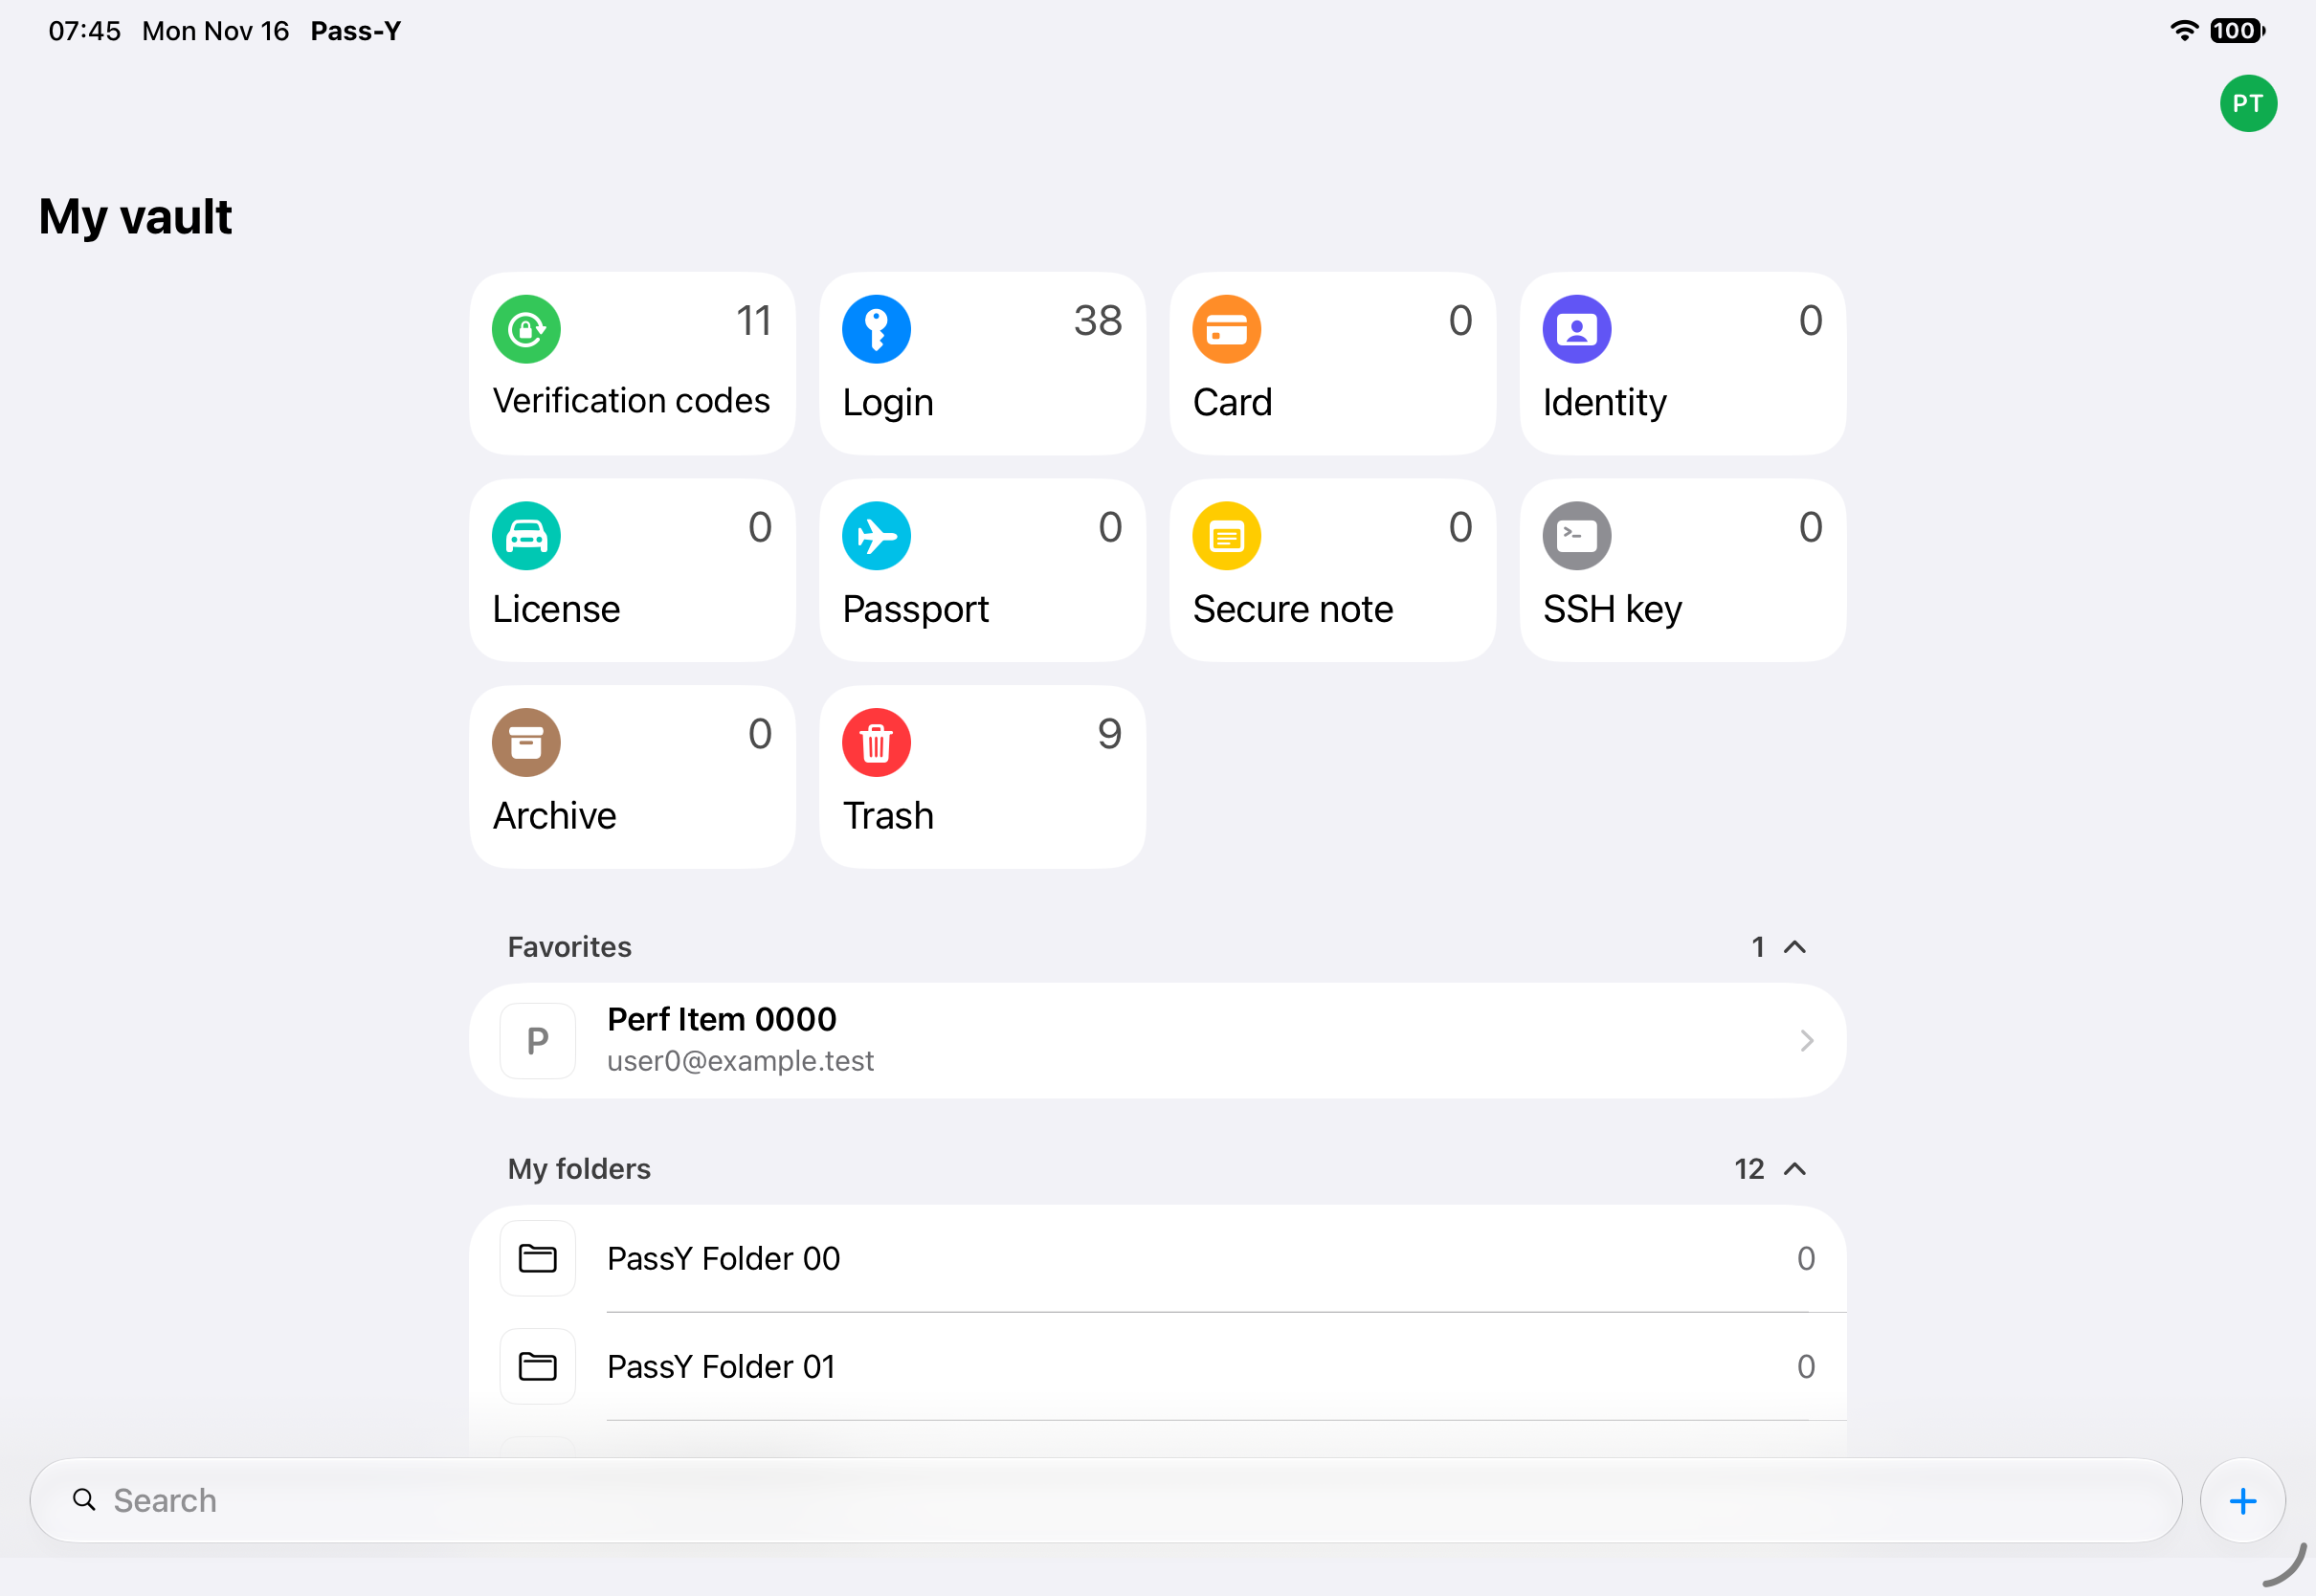 07:45 Mon Nov 16 Pass-Y
100
PT
My vault
11
Verification codes
38
Login
0
Card
0
Identity
0
License
0
Passport
0
Secure note
0
SSH key
0
Archive
9
Trash
Favorites 1
P
Perf Item 0000
user0@example.test
My folders 12
PassY Folder 00 0
PassY Folder 01 0
Search